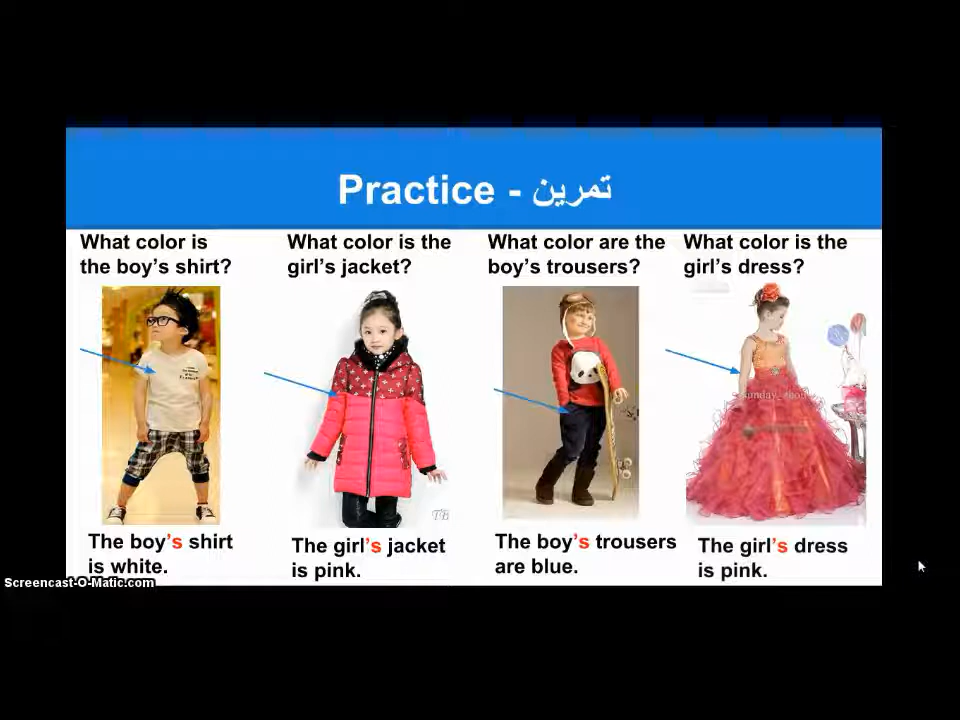 Practice - تمرين
What color is
the boy's shirt?
What color is the
girl's jacket?
What color are the
boy's trousers?
What color is the
girl's dress?
The boy's shirt
is white.
The girl's jacket
is pink.
The boy's trousers
are blue.
The girl's dress
is pink.
Screencast-O-Matic.com